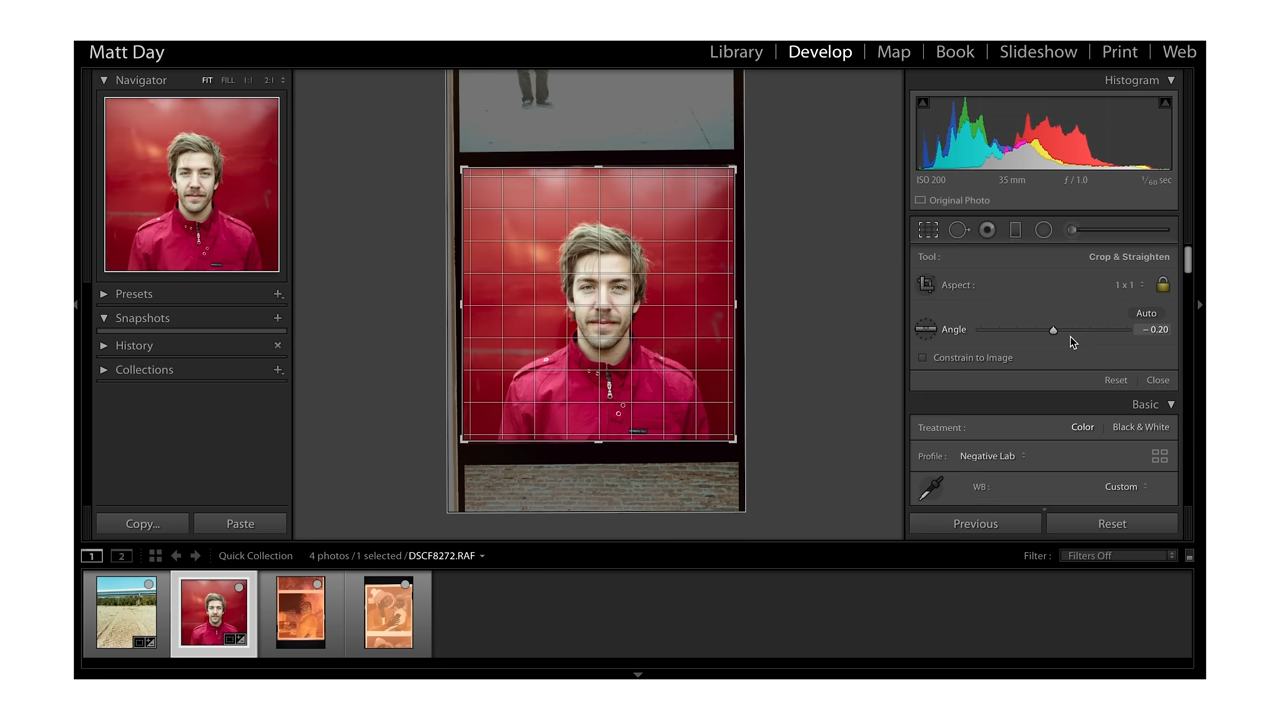 Matt Day
Library | Develop | Map | Book | Slideshow | Print | Web
Navigator FIT FILL 1:1 2:1
Histogram
ISO 200 35 mm ƒ / 1.0 1/60 sec
Original Photo
Tool : Crop & Straighten
Aspect : 1 x 1
Auto
Angle – 0.20
Constrain to Image
Reset Close
Basic
Treatment : Color | Black & White
Profile : Negative Lab
WB : Custom
Previous Reset
Presets
Snapshots
History
Collections
Copy... Paste
1 2 Quick Collection 4 photos /1 selected /DSCF8272.RAF
Filter : Filters Off